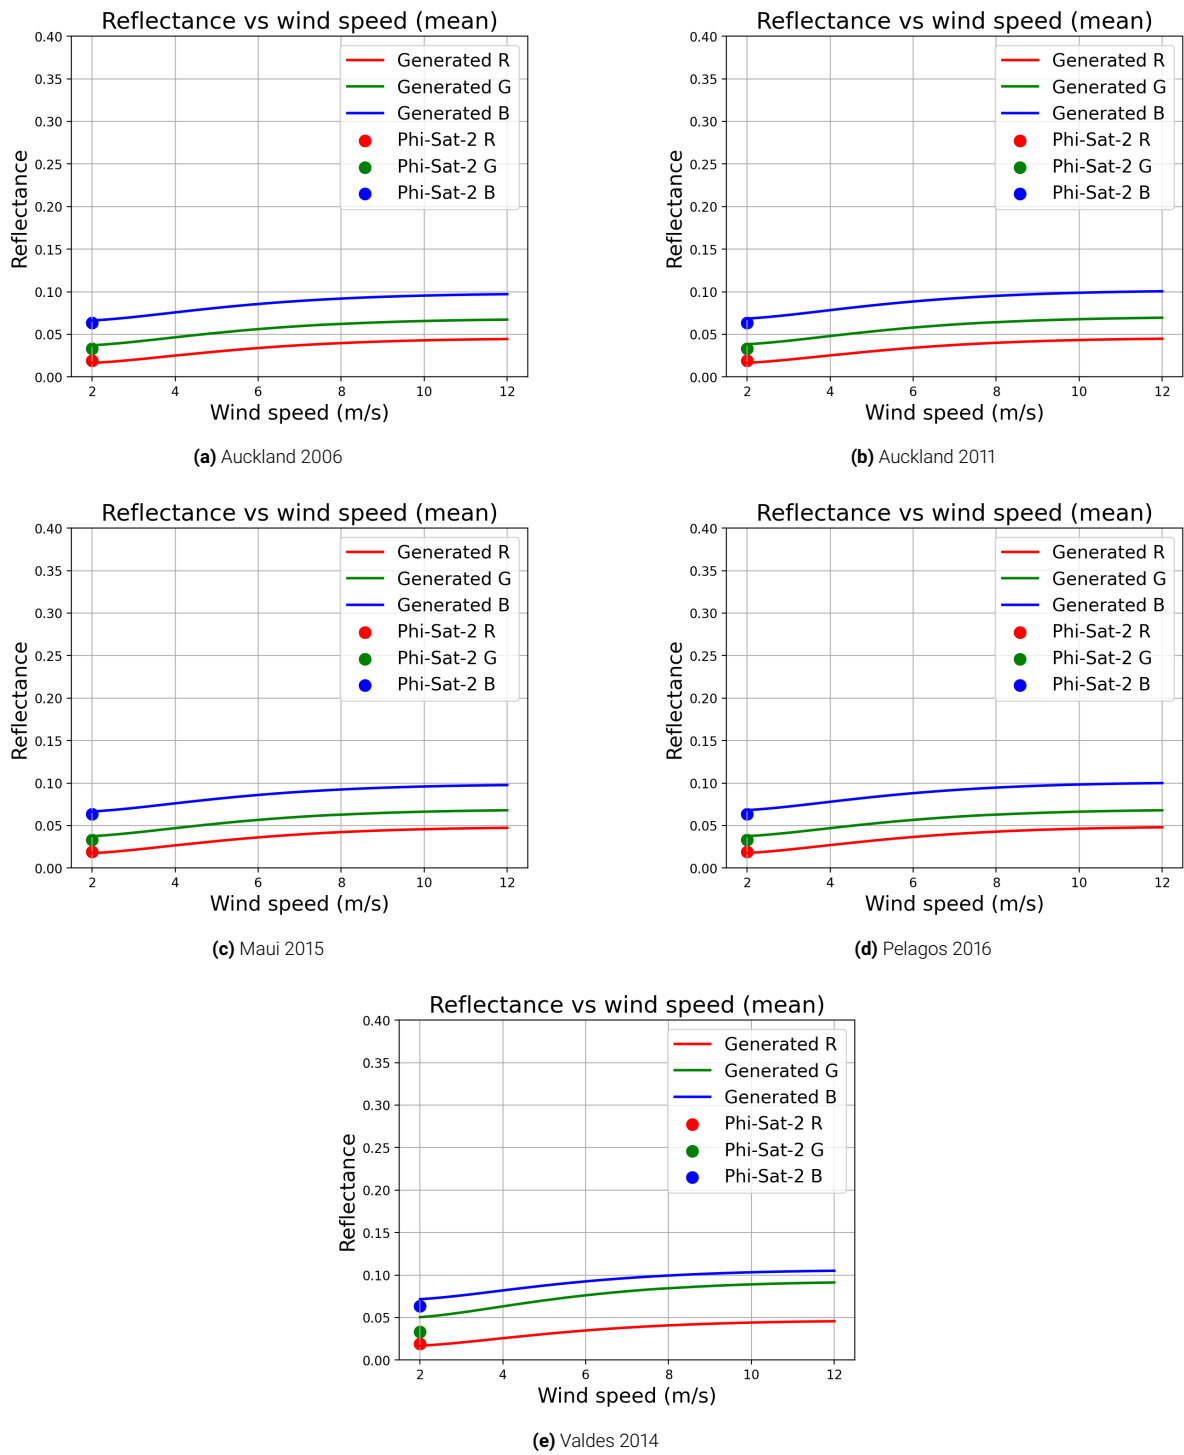 Reflectance vs wind speed (mean)
0.40
0.35
0.30
0.25
0.20
0.15
0.10
0.05
0.00
Reflectance
Generated R
Generated G
Generated B
Phi-Sat-2 R
Phi-Sat-2 G
Phi-Sat-2 B
2 4 6 8 10 12
Wind speed (m/s)
(a) Auckland 2006
Reflectance vs wind speed (mean)
0.40
0.35
0.30
0.25
0.20
0.15
0.10
0.05
0.00
Reflectance
Generated R
Generated G
Generated B
Phi-Sat-2 R
Phi-Sat-2 G
Phi-Sat-2 B
2 4 6 8 10 12
Wind speed (m/s)
(b) Auckland 2011
Reflectance vs wind speed (mean)
0.40
0.35
0.30
0.25
0.20
0.15
0.10
0.05
0.00
Reflectance
Generated R
Generated G
Generated B
Phi-Sat-2 R
Phi-Sat-2 G
Phi-Sat-2 B
2 4 6 8 10 12
Wind speed (m/s)
(c) Maui 2015
Reflectance vs wind speed (mean)
0.40
0.35
0.30
0.25
0.20
0.15
0.10
0.05
0.00
Reflectance
Generated R
Generated G
Generated B
Phi-Sat-2 R
Phi-Sat-2 G
Phi-Sat-2 B
2 4 6 8 10 12
Wind speed (m/s)
(d) Pelagos 2016
Reflectance vs wind speed (mean)
0.40
0.35
0.30
0.25
0.20
0.15
0.10
0.05
0.00
Reflectance
Generated R
Generated G
Generated B
Phi-Sat-2 R
Phi-Sat-2 G
Phi-Sat-2 B
2 4 6 8 10 12
Wind speed (m/s)
(e) Valdes 2014